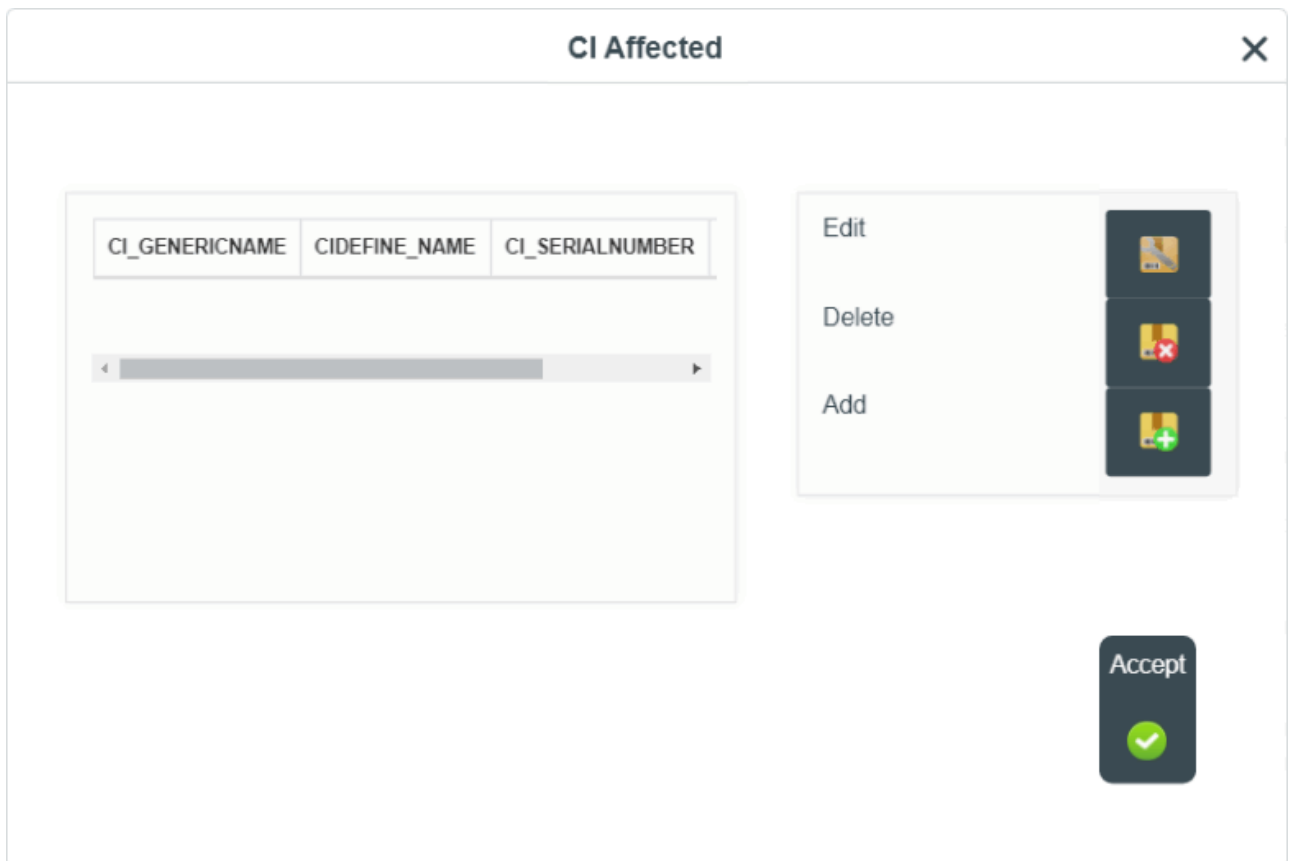 CI Affected
CI_GENERICNAME CIDEFINE_NAME CI_SERIALNUMBER
Edit
Delete
Add
Accept